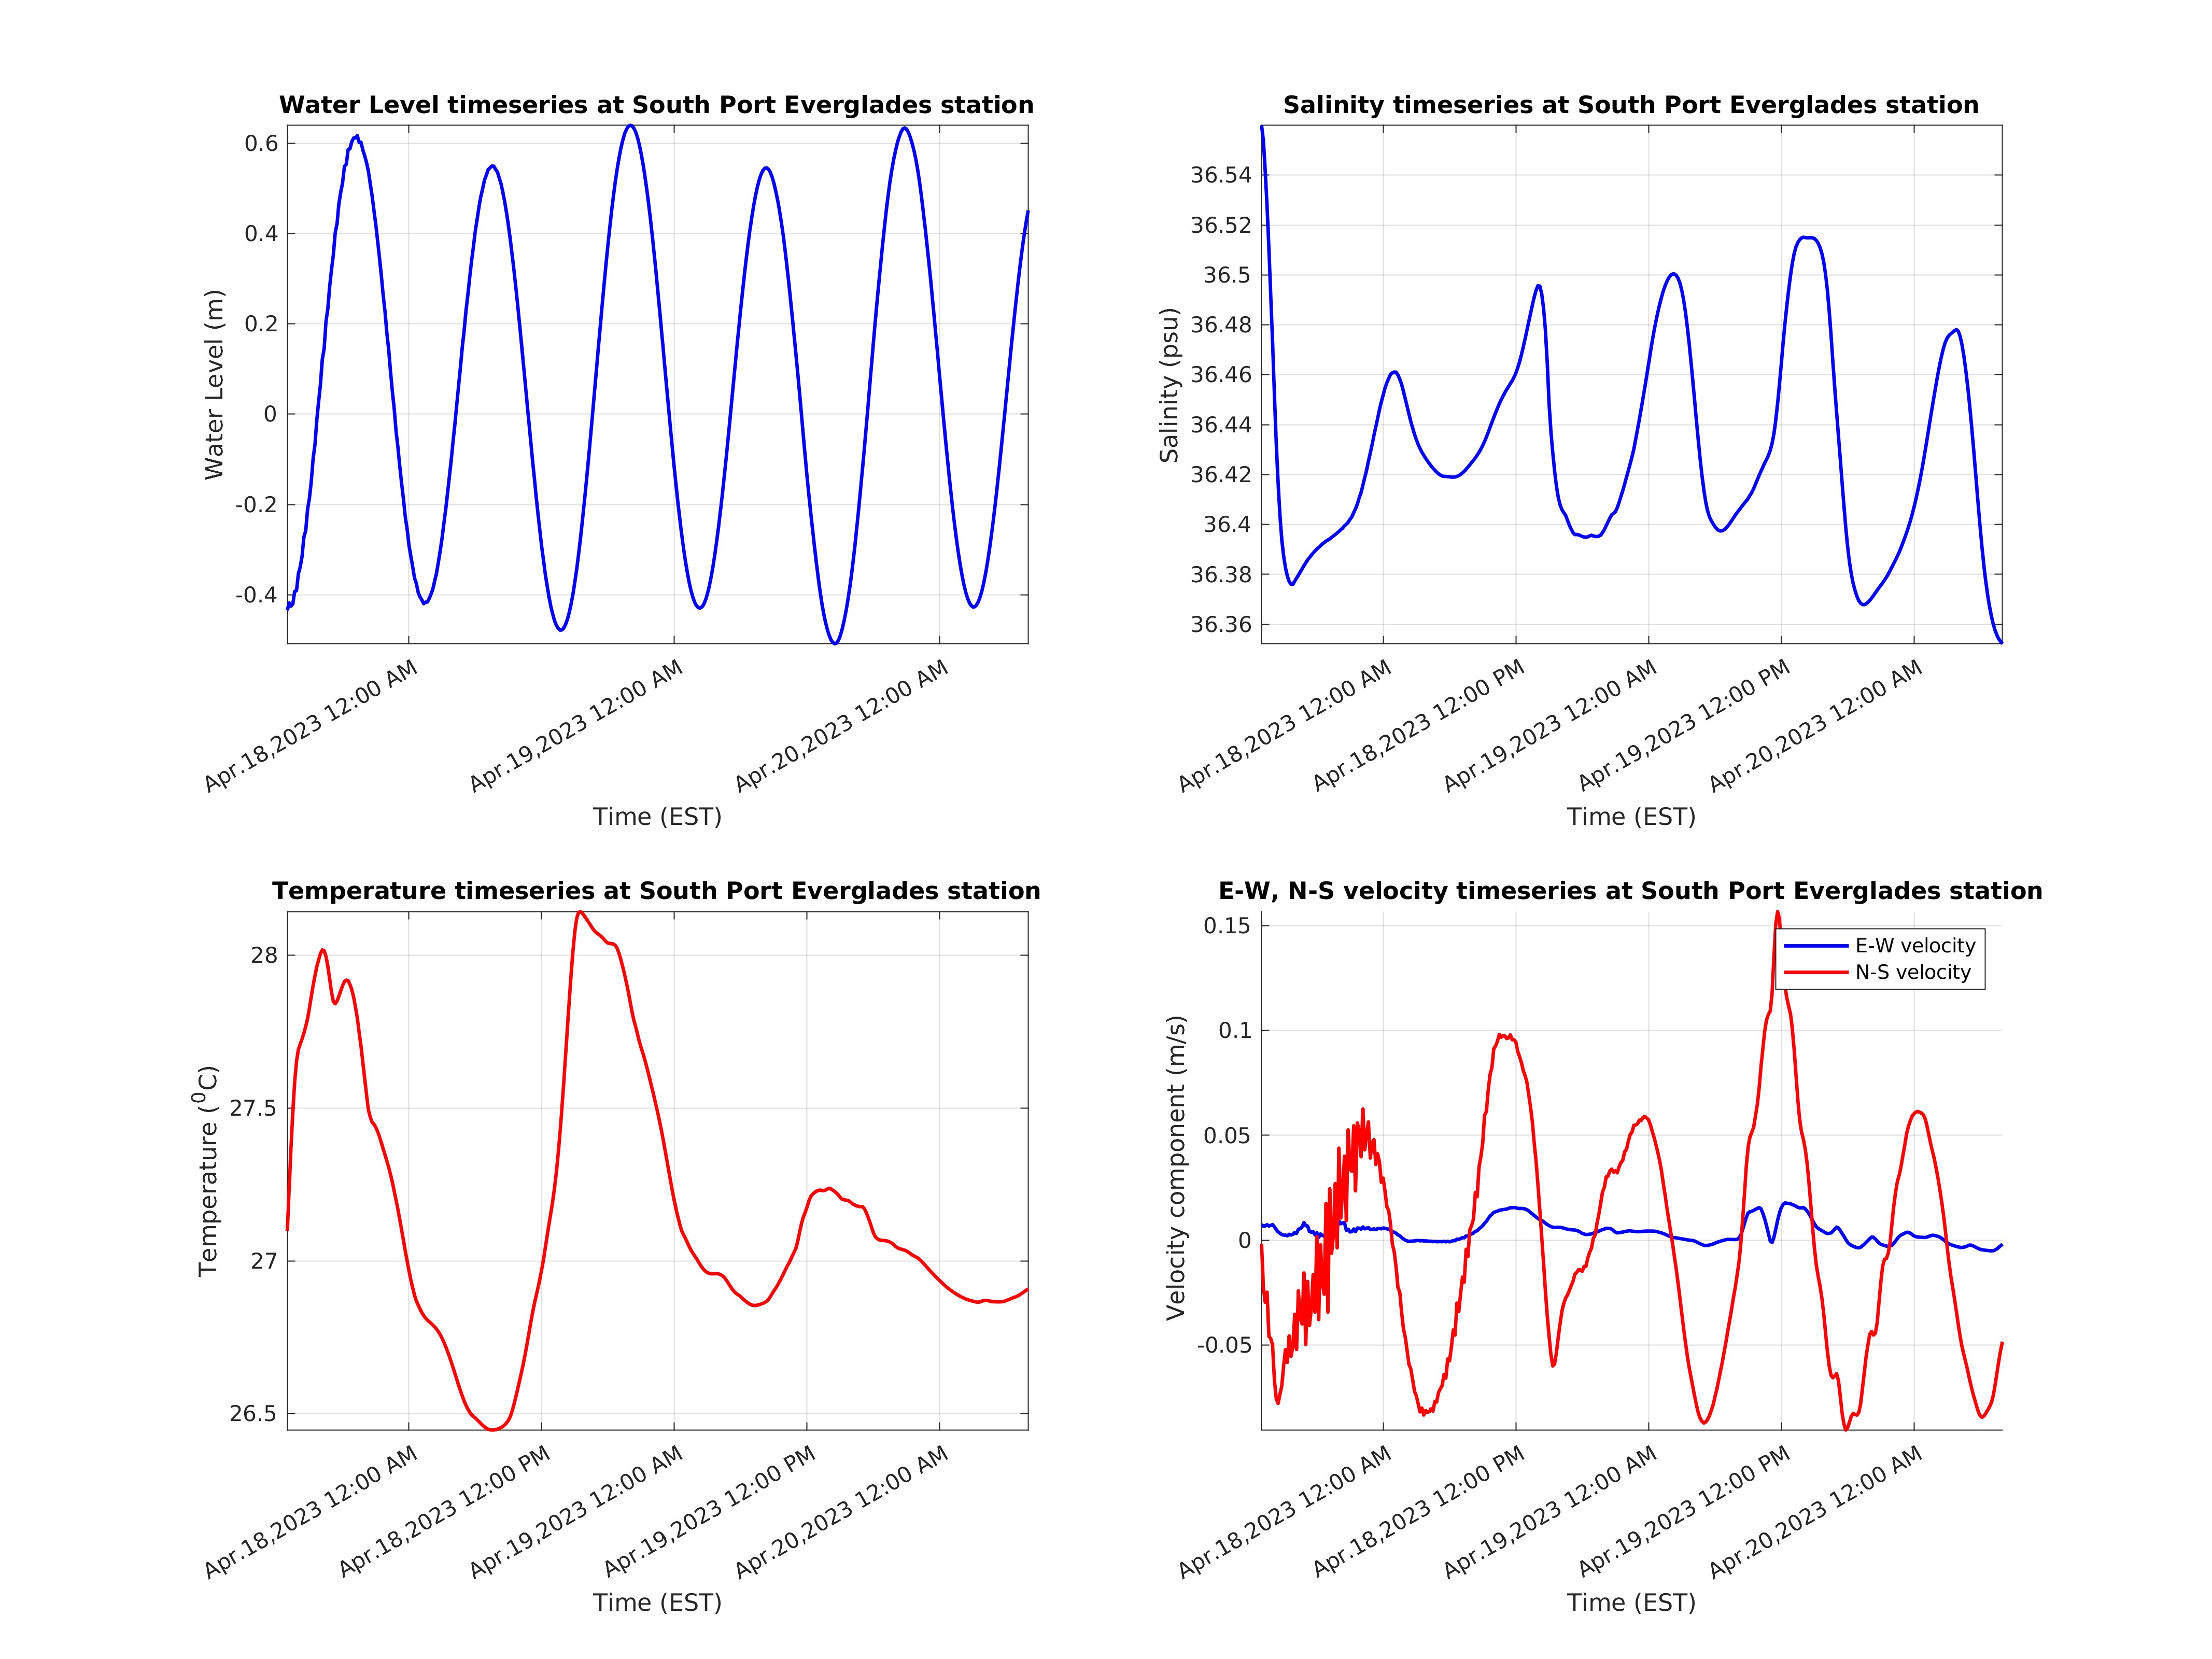 Water Level timeseries at South Port Everglades station
Water Level (m)
0.6
0.4
0.2
0
-0.2
-0.4
Apr.18,2023 12:00 AM
Apr.19,2023 12:00 AM
Apr.20,2023 12:00 AM
Time (EST)
Salinity timeseries at South Port Everglades station
Salinity (psu)
36.54
36.52
36.5
36.48
36.46
36.44
36.42
36.4
36.38
36.36
Apr.18,2023 12:00 AM
Apr.18,2023 12:00 PM
Apr.19,2023 12:00 AM
Apr.19,2023 12:00 PM
Apr.20,2023 12:00 AM
Time (EST)
Temperature timeseries at South Port Everglades station
Temperature (⁰C)
28
27.5
27
26.5
Apr.18,2023 12:00 AM
Apr.18,2023 12:00 PM
Apr.19,2023 12:00 AM
Apr.19,2023 12:00 PM
Apr.20,2023 12:00 AM
Time (EST)
E-W, N-S velocity timeseries at South Port Everglades station
Velocity component (m/s)
0.15
0.1
0.05
0
-0.05
E-W velocity
N-S velocity
Apr.18,2023 12:00 AM
Apr.18,2023 12:00 PM
Apr.19,2023 12:00 AM
Apr.19,2023 12:00 PM
Apr.20,2023 12:00 AM
Time (EST)